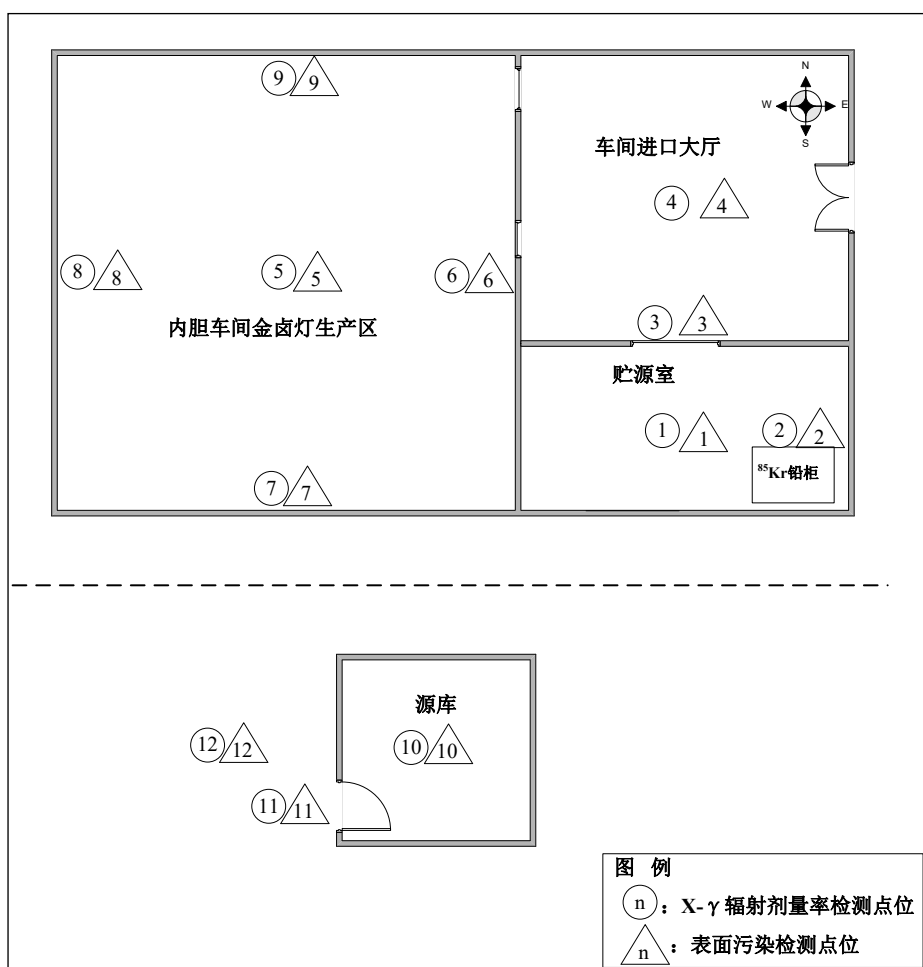 9 9
N
W E
S
车间进口大厅
4 4
8 8
5 5
6 6
内胆车间金卤灯生产区
3 3
贮源室
1 1
2 2
⁸⁵Kr铅柜
7 7
源库
12 12
10 10
11 11
图 例
n ：X-γ辐射剂量率检测点位
n ：表面污染检测点位